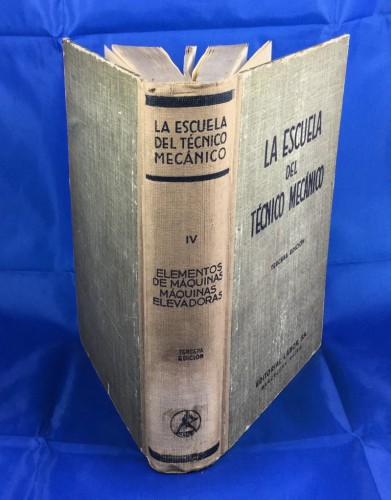 LA ESCUELA
DEL TÉCNICO
MECÁNICO
IV
ELEMENTOS
DE MÁQUINAS
MÁQUINAS
ELEVADORAS
TERCERA
EDICIÓN
LA ESCUELA
DEL
TÉCNICO MECÁNICO
TERCERA EDICIÓN
EDITORIAL LABOR, S.A.